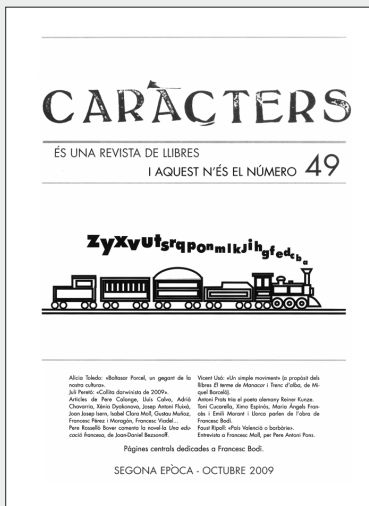 CARÀCTERS
ÉS UNA REVISTA DE LLIBRES
I AQUEST N'ÉS EL NÚMERO 49
zyxvutsrqponmlkjihgfedcba
Alícia Toledo: «Baltasar Porcel, un gegant de la
nostra cultura».
Juli Peretó: «Collita darwinista de 2009».
Articles de Pere Calonge, Lluís Calvo, Adrià
Chavarria, Xènia Dyakonova, Josep Antoni Fluixà,
Joan Josep Isern, Isabel Clara Moll, Gustau Muñoz,
Francesc Pérez i Moragón, Francesc Viadel...
Pere Rosselló Bover comenta la novel·la Una edu-
cació francesa, de Joan-Daniel Bezsonoff.
Vicent Usó: «Un simple moviment» (a propòsit dels
llibres El terme de Manacor i Trenc d'alba, de Mi-
quel Barceló).
Antoni Prats tria el poeta alemany Reiner Kunze.
Toni Cucarella, Ximo Espinós, Maria Àngels Fran-
cés i Emili Morant i Llorca parlen de l'obra de
Francesc Bodí.
Faust Ripoll: «País Valencià o barbàrie».
Entrevista a Francesc Moll, per Pere Antoni Pons.
Pàgines centrals dedicades a Francesc Bodí.
SEGONA EPÒCA - OCTUBRE 2009